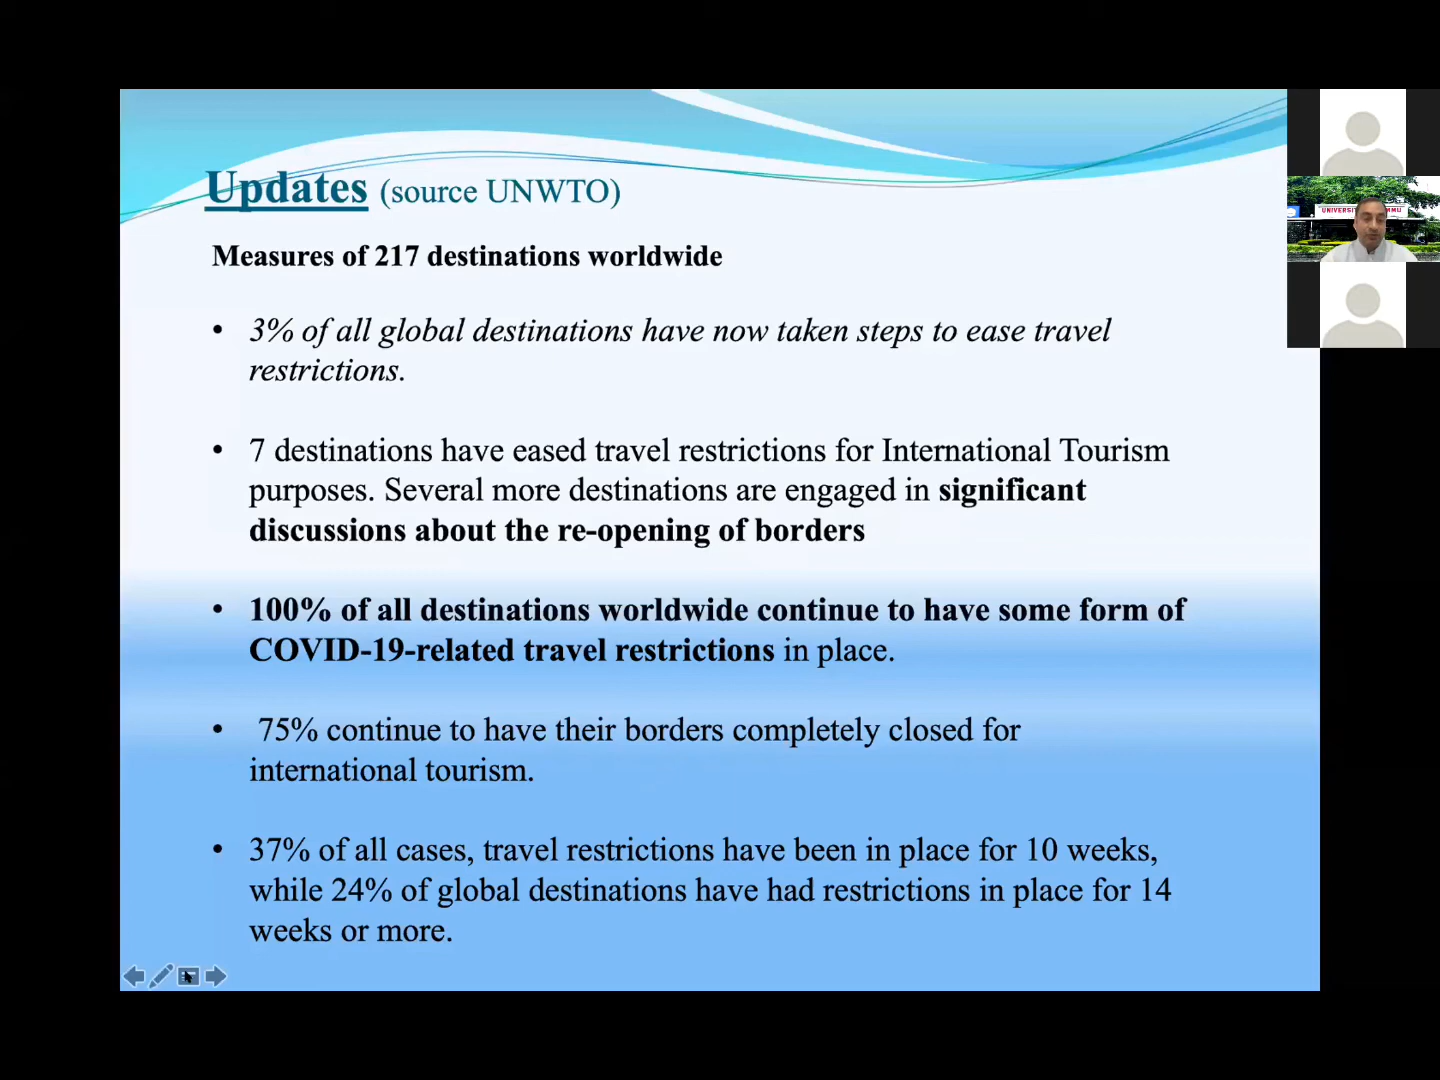 Updates (source UNWTO)
Measures of 217 destinations worldwide
• 3% of all global destinations have now taken steps to ease travel
restrictions.
• 7 destinations have eased travel restrictions for International Tourism
purposes. Several more destinations are engaged in significant
discussions about the re-opening of borders
• 100% of all destinations worldwide continue to have some form of
COVID-19-related travel restrictions in place.
• 75% continue to have their borders completely closed for
international tourism.
• 37% of all cases, travel restrictions have been in place for 10 weeks,
while 24% of global destinations have had restrictions in place for 14
weeks or more.